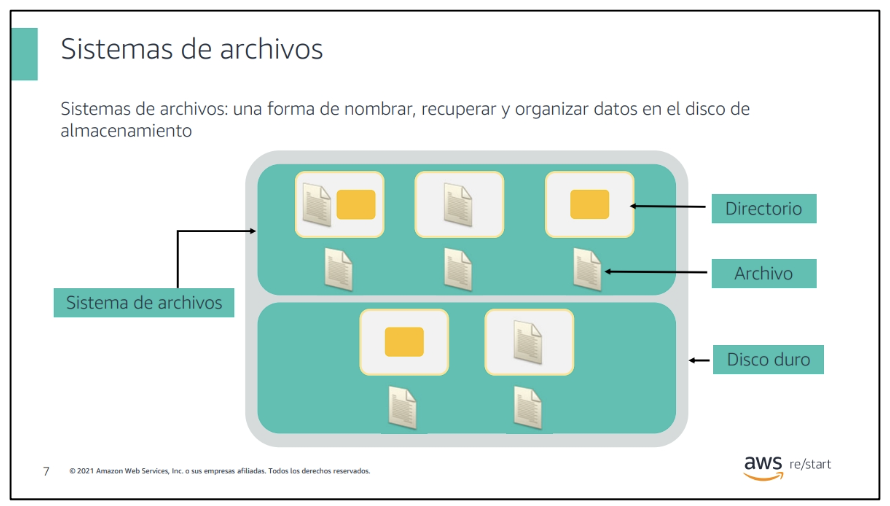 Sistemas de archivos
Sistemas de archivos: una forma de nombrar, recuperar y organizar datos en el disco de
almacenamiento
Directorio
Archivo
Sistema de archivos
Disco duro
7
© 2021 Amazon Web Services, Inc. o sus empresas afiliadas. Todos los derechos reservados.
aws re/start